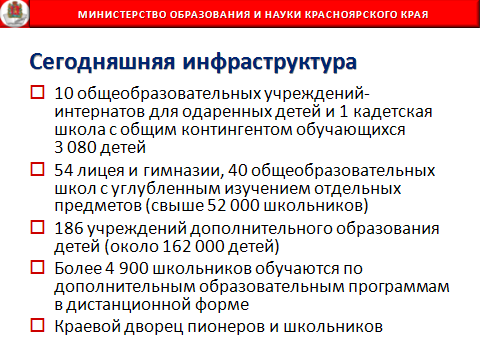 МИНИСТЕРСТВО ОБРАЗОВАНИЯ И НАУКИ КРАСНОЯРСКОГО КРАЯ
Сегодняшняя инфраструктура
10 общеобразовательных учреждений-
интернатов для одаренных детей и 1 кадетская
школа с общим контингентом обучающихся
3 080 детей
54 лицея и гимназии, 40 общеобразовательных
школ с углубленным изучением отдельных
предметов (свыше 52 000 школьников)
186 учреждений дополнительного образования
детей (около 162 000 детей)
Более 4 900 школьников обучаются по
дополнительным образовательным программам
в дистанционной форме
Краевой дворец пионеров и школьников